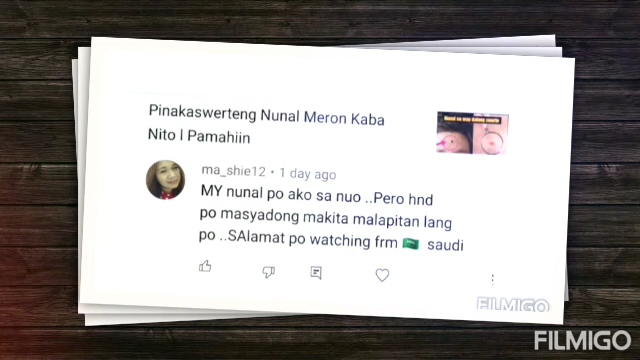 Pinakaswerteng Nunal Meron Kaba
Nito l Pamahiin
ma_shie12 • 1 day ago
MY nunal po ako sa nuo ..Pero hnd
po masyadong makita malapitan lang
po ..SAlamat po watching frm 🇸🇦 saudi
FILMIGO
FILMIGO